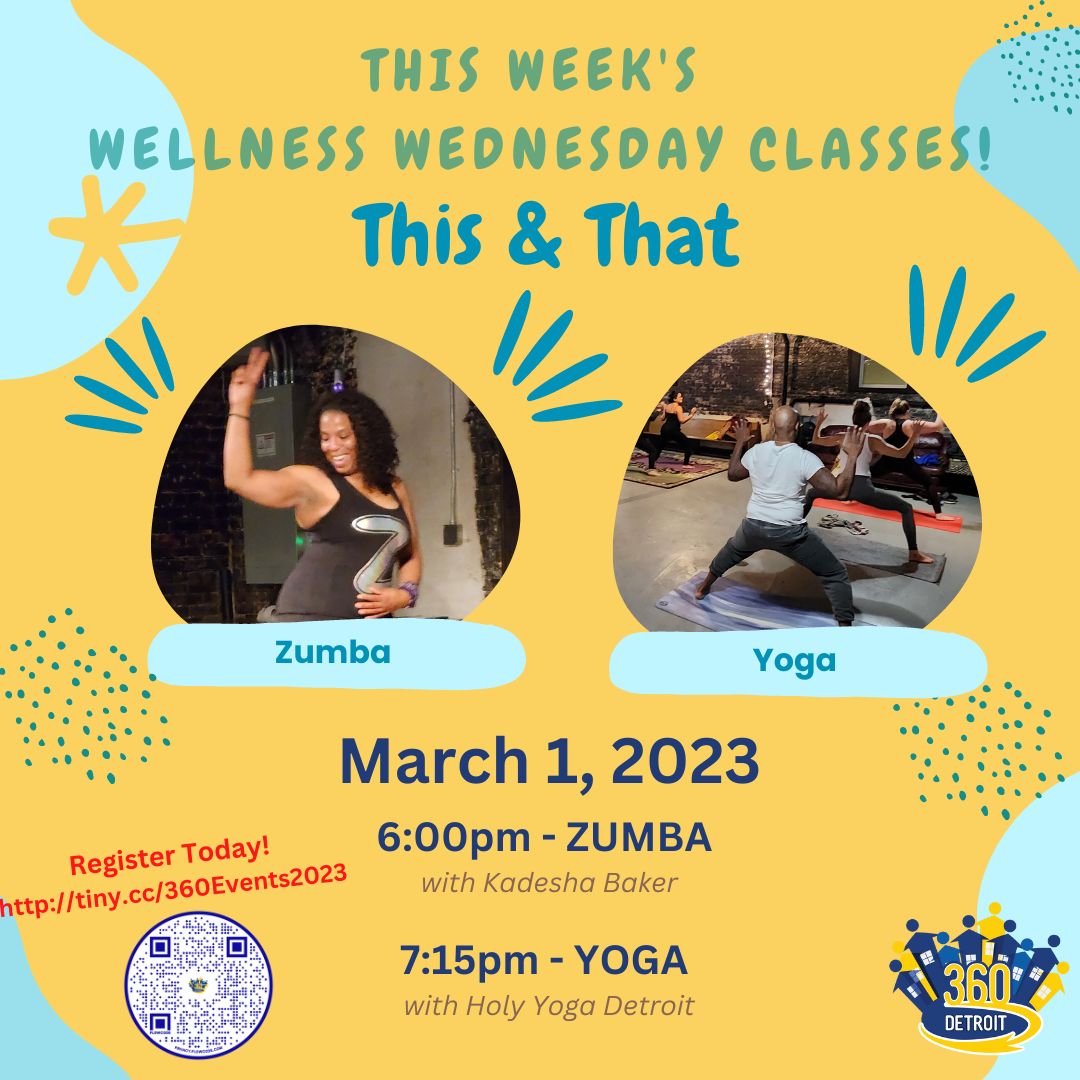 THIS WEEK'S
WELLNESS WEDNESDAY CLASSES!
This & That
Zumba
Yoga
March 1, 2023
6:00pm - ZUMBA
with Kadesha Baker
7:15pm - YOGA
with Holy Yoga Detroit
Register Today!
http://tiny.cc/360Events2023
360
DETROIT